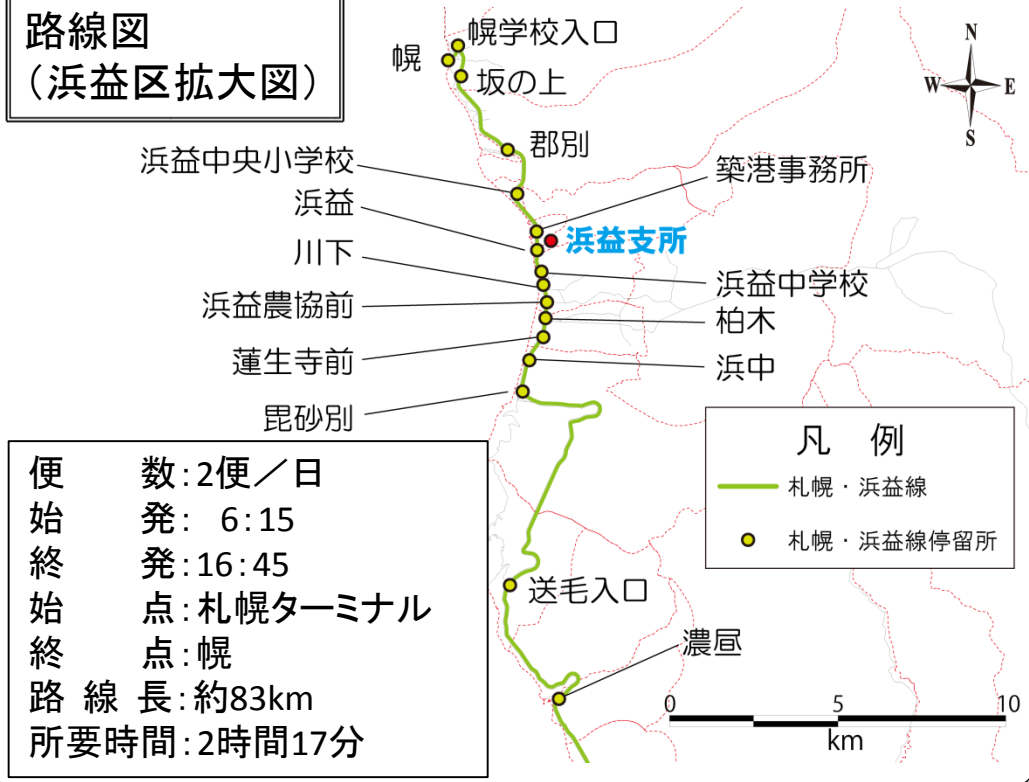 路線図
(浜益区拡大図)
幌学校入口
幌
坂の上
郡別
浜益中央小学校
築港事務所
浜益
浜益支所
川下
浜益中学校
浜益農協前
柏木
蓮生寺前
浜中
毘砂別
送毛入口
濃昼
N
W
E
S
凡 例
札幌・浜益線
札幌・浜益線停留所
便 数:2便/日
始 発: 6:15
終 発:16:45
始 点:札幌ターミナル
終 点:幌
路 線 長:約83km
所要時間:2時間17分
0 5 10
km